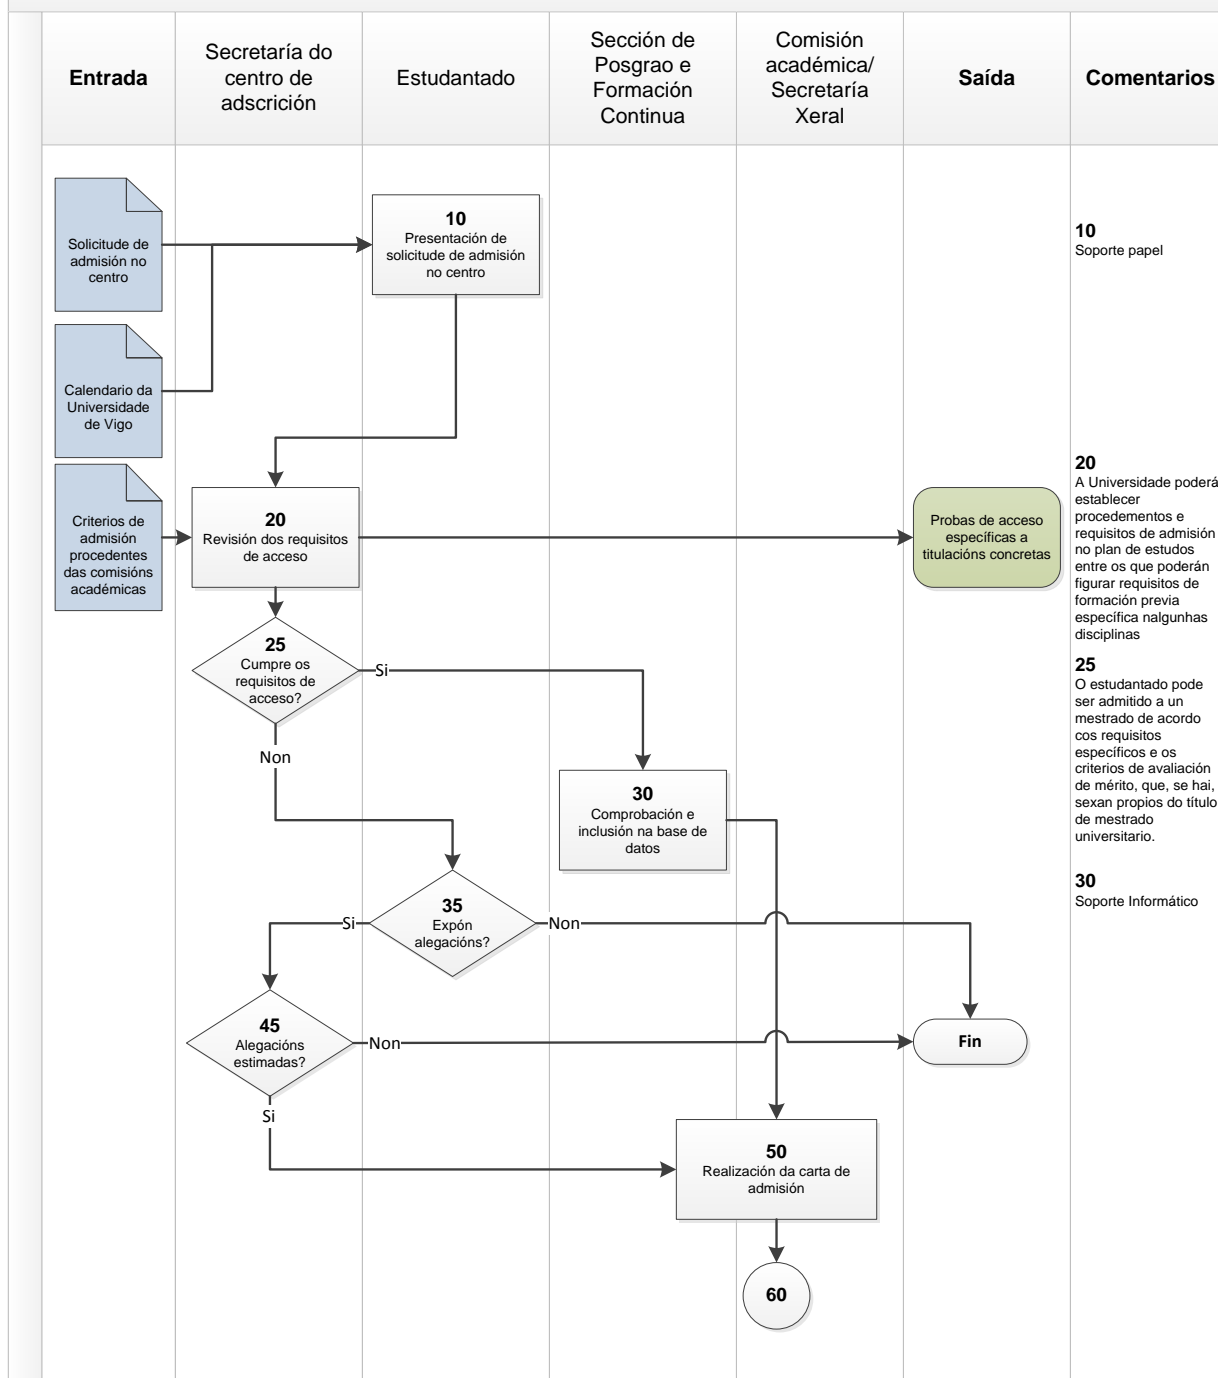 Entrada
Secretaría do
centro de
adscrición
Estudantado
Sección de
Posgrao e
Formación
Continua
Comisión
académica/
Secretaría
Xeral
Saída
Comentarios
Solicitude de
admisión no
centro
10
Presentación de
solicitude de admisión
no centro
10
Soporte papel
Calendario da
Universidade
de Vigo
Criterios de
admisión
procedentes
das comisións
académicas
20
Revisión dos requisitos
de acceso
Probas de acceso
específicas a
titulacións concretas
20
A Universidade poderá
establecer
procedementos e
requisitos de admisión
no plan de estudos
entre os que poderán
figurar requisitos de
formación previa
específica nalgunhas
disciplinas
25
Cumpre os
requisitos de
acceso?
Si
Non
25
O estudantado pode
ser admitido a un
mestrado de acordo
cos requisitos
específicos e os
criterios de avaliación
de mérito, que, se hai,
sexan propios do título
de mestrado
universitario.
30
Comprobación e
inclusión na base de
datos
30
Soporte Informático
35
Expón
alegacións?
Si
Non
45
Alegacións
estimadas?
Non
Si
Fin
50
Realización da carta de
admisión
60